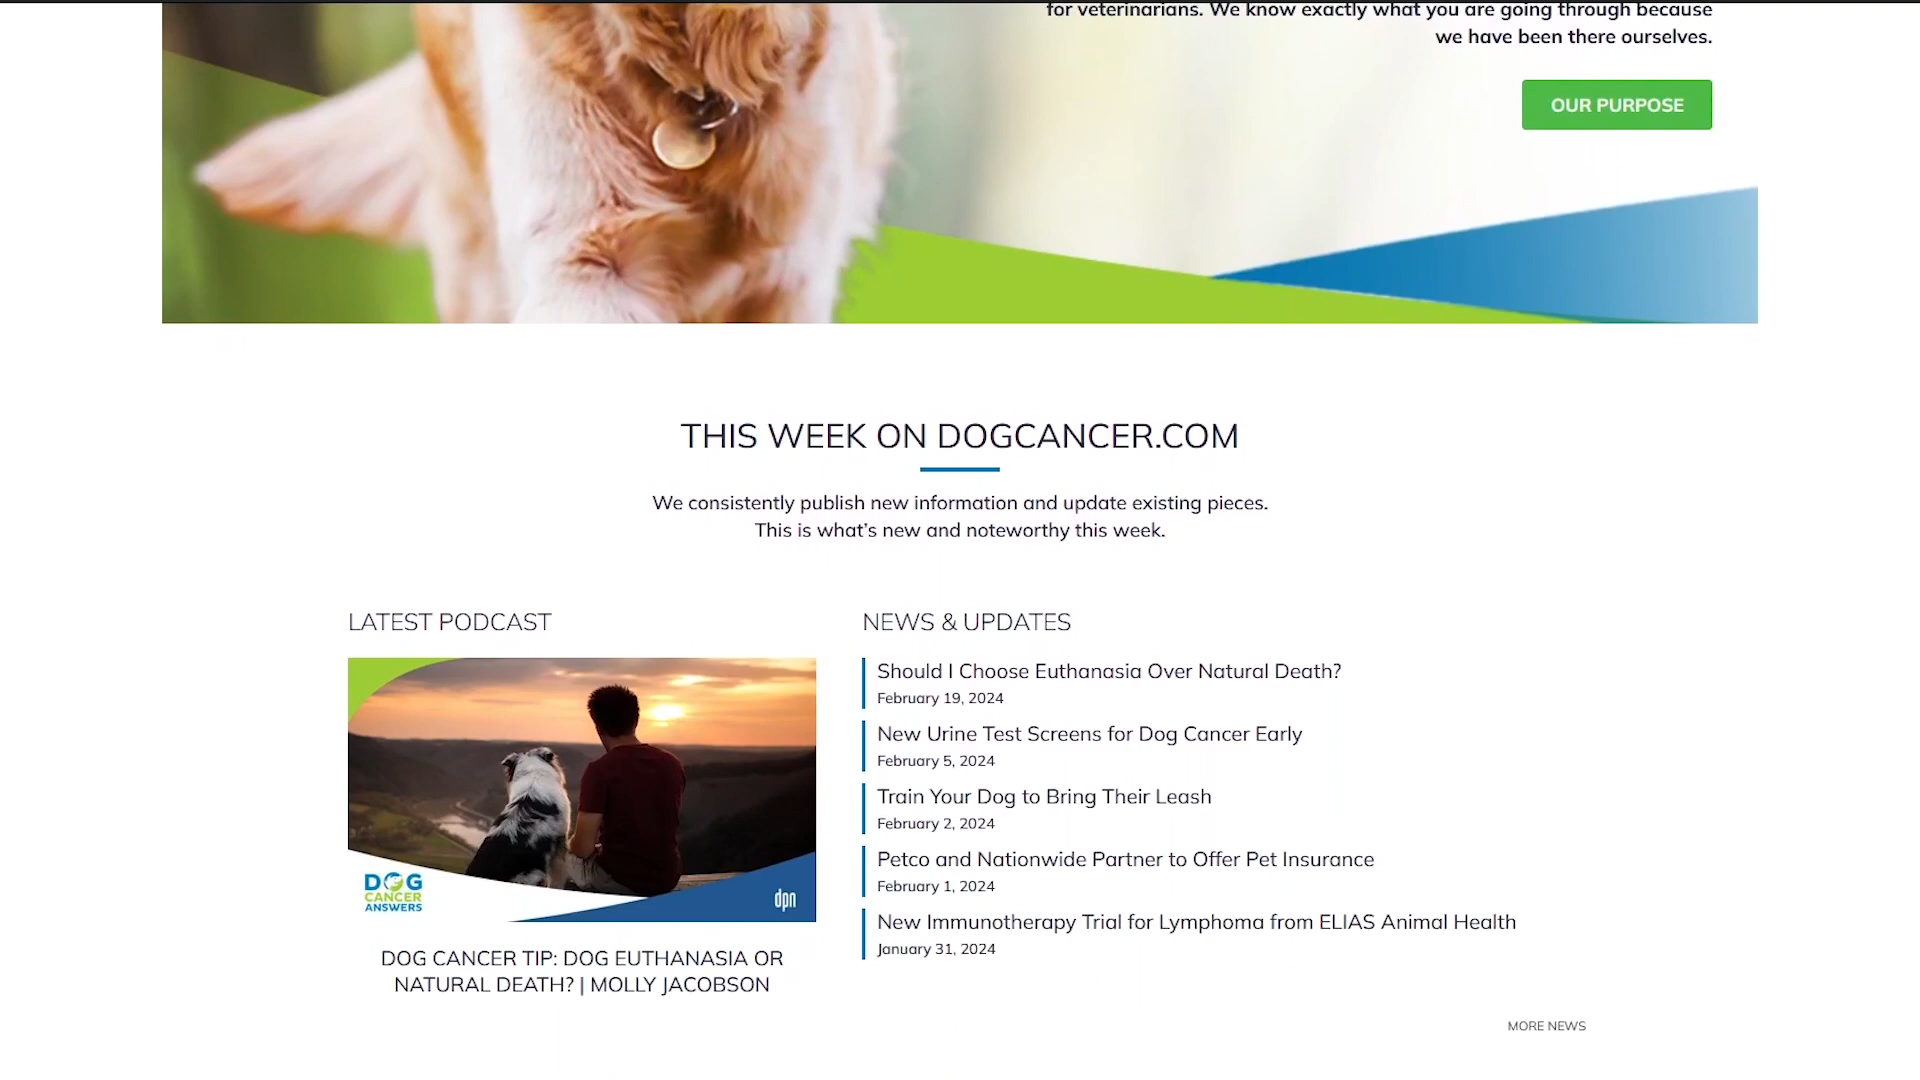 for veterinarians. We know exactly what you are going through because
we have been there ourselves.
OUR PURPOSE
THIS WEEK ON DOGCANCER.COM
We consistently publish new information and update existing pieces.
This is what's new and noteworthy this week.
LATEST PODCAST
DOG
CANCER
ANSWERS
dpn
DOG CANCER TIP: DOG EUTHANASIA OR
NATURAL DEATH? | MOLLY JACOBSON
NEWS & UPDATES
Should I Choose Euthanasia Over Natural Death?
February 19, 2024
New Urine Test Screens for Dog Cancer Early
February 5, 2024
Train Your Dog to Bring Their Leash
February 2, 2024
Petco and Nationwide Partner to Offer Pet Insurance
February 1, 2024
New Immunotherapy Trial for Lymphoma from ELIAS Animal Health
January 31, 2024
MORE NEWS